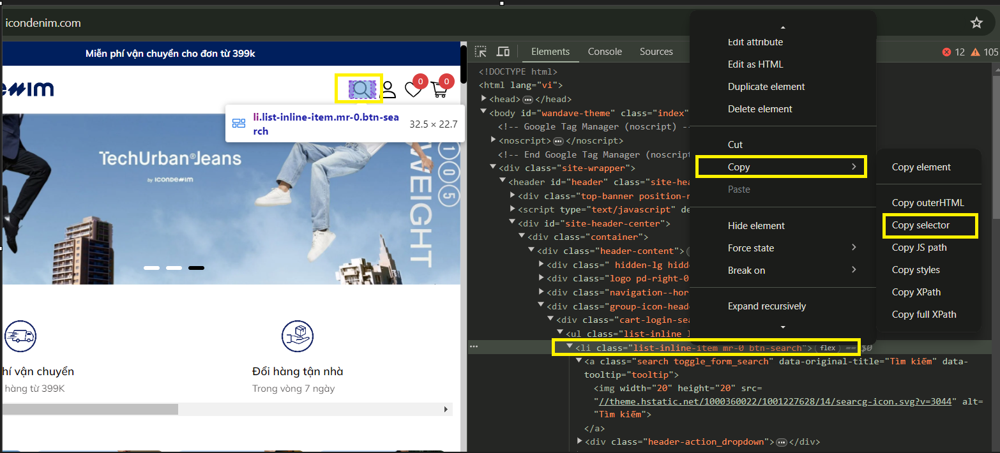 icondenim.com
Miễn phí vận chuyển cho đơn từ 399k
0
0
li.list-inline-item.mr-0.btn-sea
rch
32.5 × 22.7
TechUrban®Jeans
by ICONDENIM
WEIGHT
105
Đổi hàng tận nhà
Trong vòng 7 ngày
hí vận chuyển
hàng từ 399K
Elements
Console
Sources
12
105
<!DOCTYPE html>
<html lang="vi">
<head> ••• </head>
<body id="wandave-theme" class="index"
<!-- Google Tag Manager (noscript) --
<noscript> ••• </noscript>
<!-- End Google Tag Manager (noscript
<div class="site-wrapper">
<header id="header" class="site-hea
<div class="top-banner position-r
<script type="text/javascript" de
<div id="site-header-center">
<div class="container">
<div class="header-content">
<div class=" hidden-lg hidd
<div class="logo pd-right-0
<div class="navigation--hor
<div class="group-icon-head
<div class="cart-login-sea
<ul class="list-inline l
••• <li class="list-inline-item mr-0 btn-search"> flex == $0
<a class="search toggle_form_search" data-original-title="Tìm kiếm" data-
tooltip="tooltip">
<img width="20" height="20" src=
"//theme.hstatic.net/1000360022/1001227628/14/searcg-icon.svg?v=3044" alt=
"Tìm kiếm">
</a>
<div class="header-action_dropdown"> ••• </div>
Edit attribute
Edit as HTML
Duplicate element
Delete element
Cut
Copy
Paste
Hide element
Force state
Break on
Expand recursively
Copy element
Copy outerHTML
Copy selector
Copy JS path
Copy styles
Copy XPath
Copy full XPath